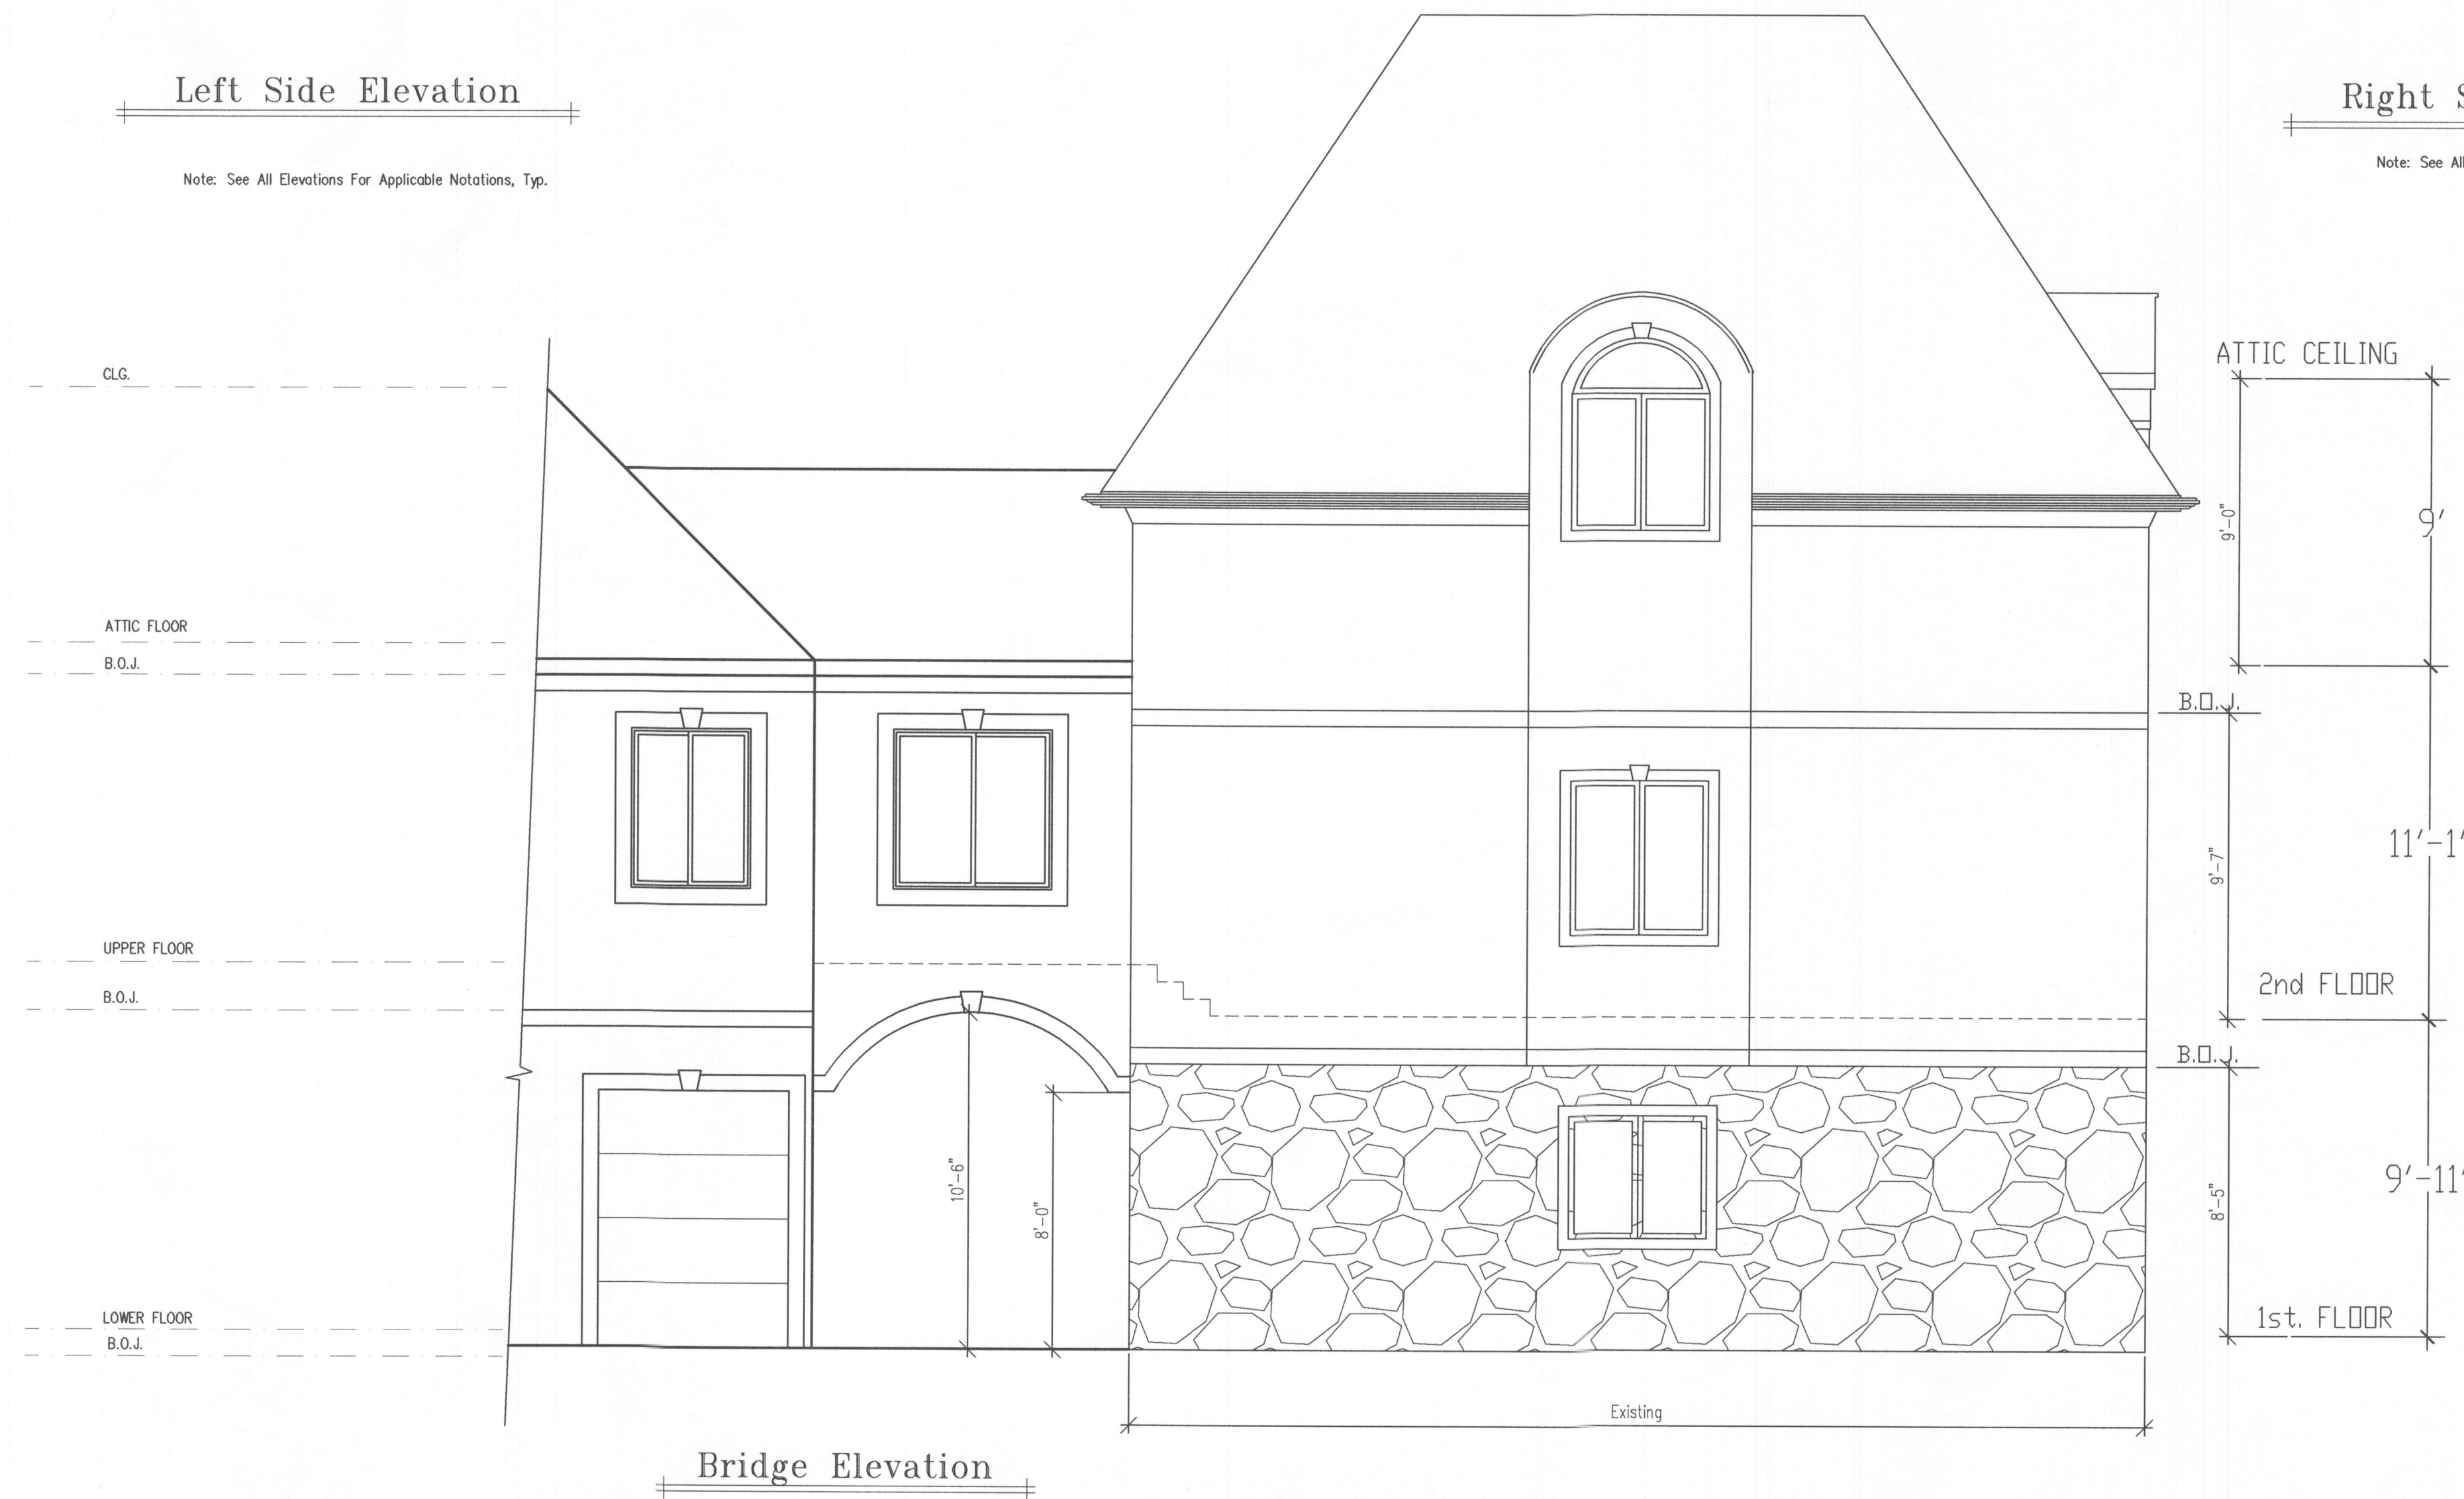 Left Side Elevation
Note: See All Elevations For Applicable Notations, Typ.
Right S
Note: See All
CLG.
ATTIC FLOOR
B.O.J.
UPPER FLOOR
B.O.J.
LOWER FLOOR
B.O.J.
10'-6"
8'-0"
ATTIC CEILING
9'-0"
9'
B.O.J.
9'-7"
11'-1"
2nd FLOOR
B.O.J.
8'-5"
9'-11"
1st. FLOOR
Existing
Bridge Elevation